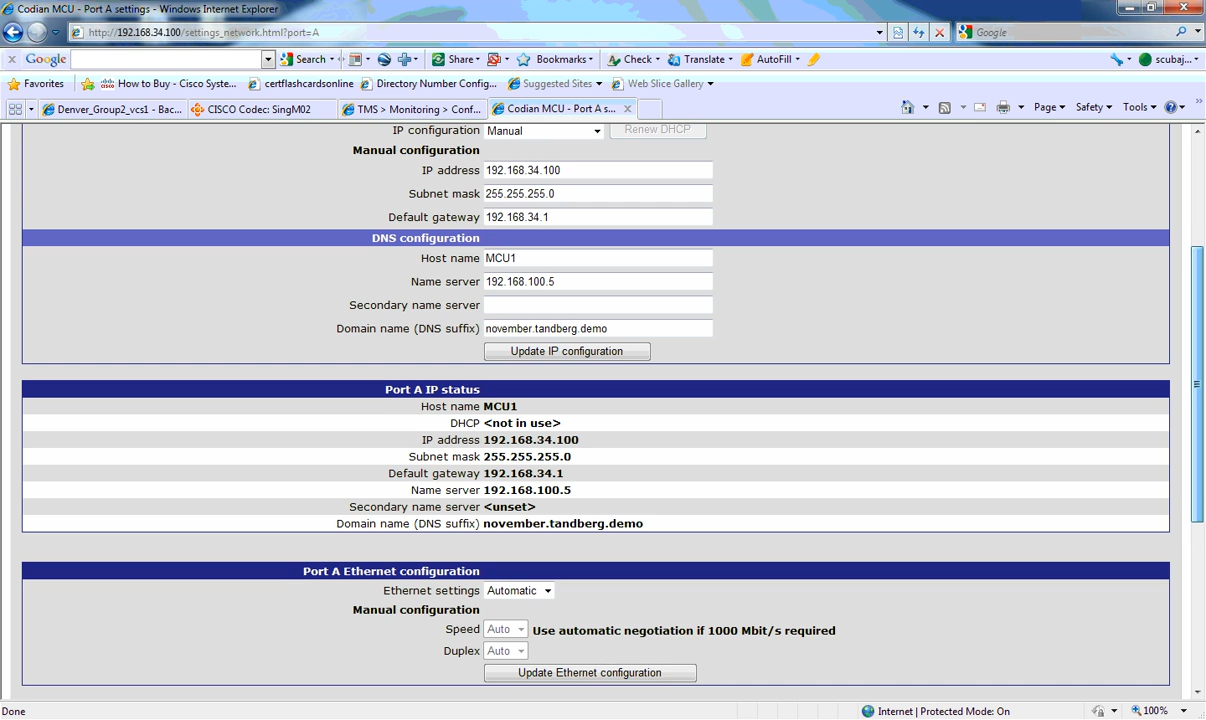 Codian MCU - Port A settings - Windows Internet Explorer
http://192.168.34.100/settings_network.html?port=A
Google
x Google Search Share Bookmarks Check Translate AutoFill scubaj...
Favorites How to Buy - Cisco System... certflashcardsonline Directory Number Config... Suggested Sites Web Slice Gallery
Denver_Group2_vcs1 - Bac... CISCO Codec: SingM02 TMS > Monitoring > Conf... Codian MCU - Port A s... x Page Safety Tools »
IP configuration Manual Renew DHCP
Manual configuration
IP address 192.168.34.100
Subnet mask 255.255.255.0
Default gateway 192.168.34.1
DNS configuration
Host name MCU1
Name server 192.168.100.5
Secondary name server
Domain name (DNS suffix) november.tandberg.demo
Update IP configuration
Port A IP status
Host name MCU1
DHCP <not in use>
IP address 192.168.34.100
Subnet mask 255.255.255.0
Default gateway 192.168.34.1
Name server 192.168.100.5
Secondary name server <unset>
Domain name (DNS suffix) november.tandberg.demo
Port A Ethernet configuration
Ethernet settings Automatic
Manual configuration
Speed Auto Use automatic negotiation if 1000 Mbit/s required
Duplex Auto
Update Ethernet configuration
Done Internet | Protected Mode: On 100%